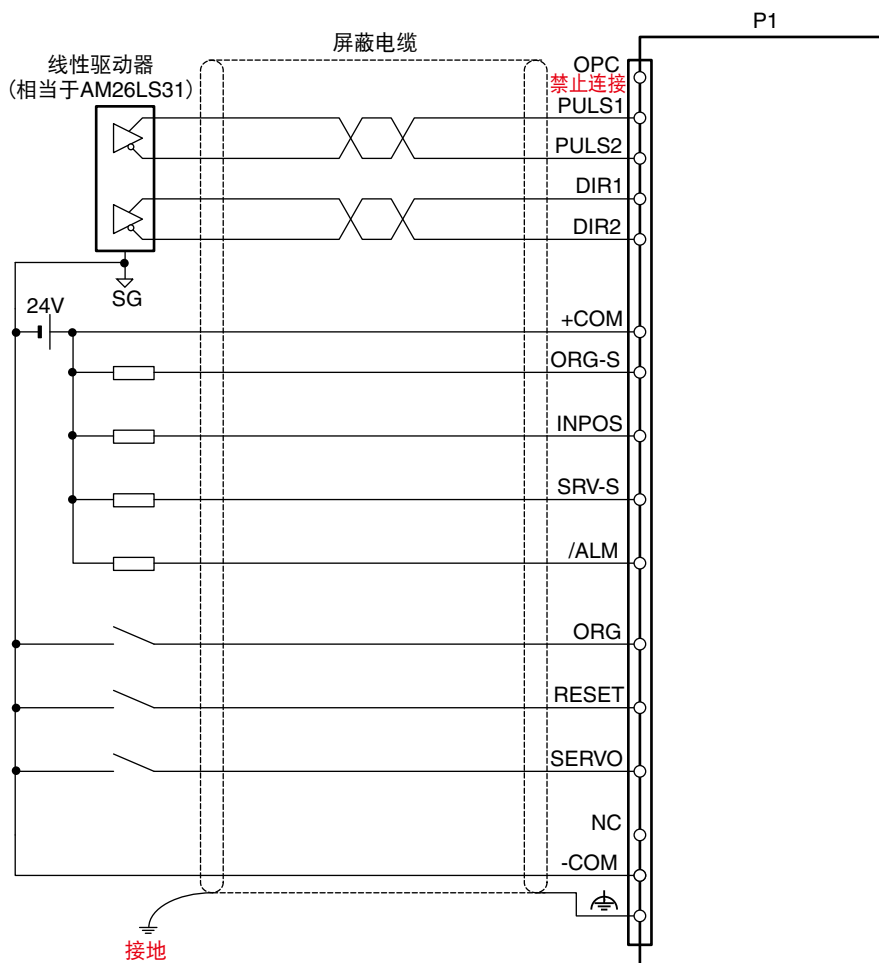 P1
屏蔽电缆
线性驱动器
（相当于AM26LS31）
OPC
禁止连接
PULS1
PULS2
DIR1
DIR2
SG
24V
+COM
ORG-S
INPOS
SRV-S
/ALM
ORG
RESET
SERVO
NC
-COM
接地